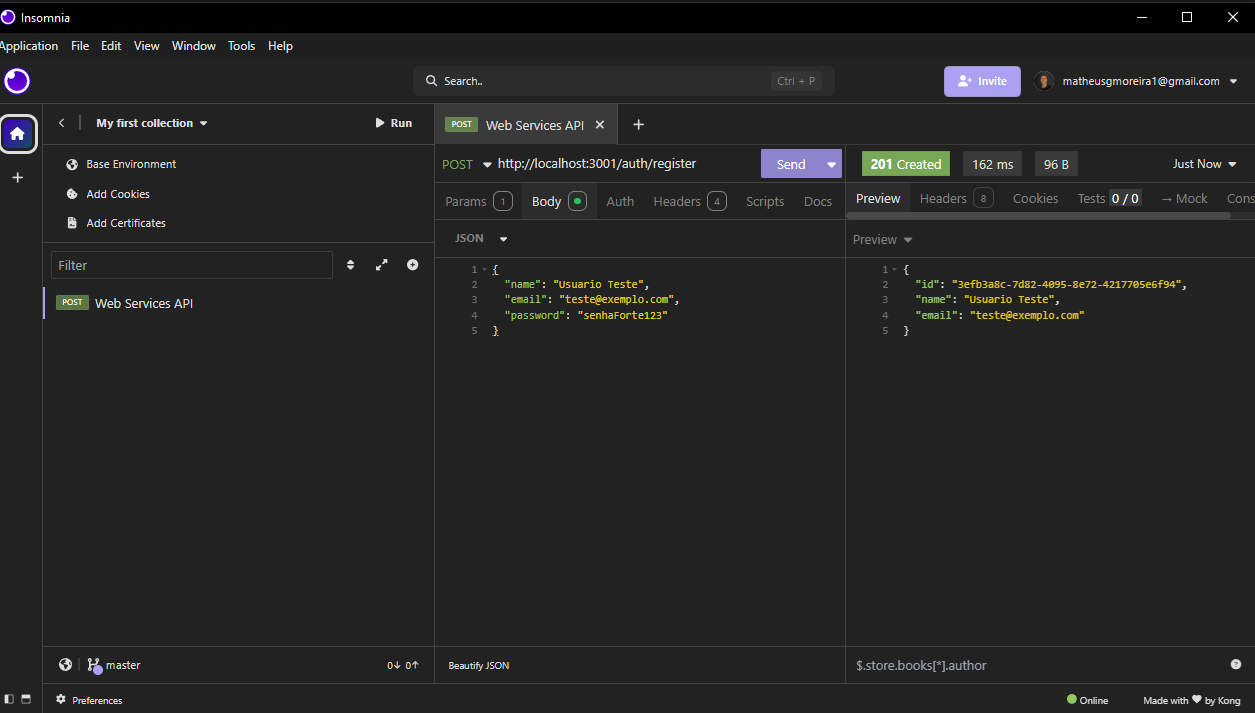 Insomnia
Application File Edit View Window Tools Help
Search.. Ctrl + P Invite matheusgmoreira1@gmail.com
My first collection Run
POST Web Services API
Base Environment
Add Cookies
Add Certificates
Filter
POST Web Services API
POST http://localhost:3001/auth/register Send
Params 1 Body Auth Headers 4 Scripts Docs
JSON
1 {
2 "name": "Usuario Teste",
3 "email": "teste@exemplo.com",
4 "password": "senhaForte123"
5 }
201 Created 162 ms 96 B Just Now
Preview Headers 8 Cookies Tests 0 / 0 → Mock Cons
Preview
1 {
2 "id": "3efb3a8c-7d82-4095-8e72-4217705e6f94",
3 "name": "Usuario Teste",
4 "email": "teste@exemplo.com"
5 }
master 0↓ 0↑
Beautify JSON
$.store.books[*].author
Preferences
Online Made with ❤ by Kong